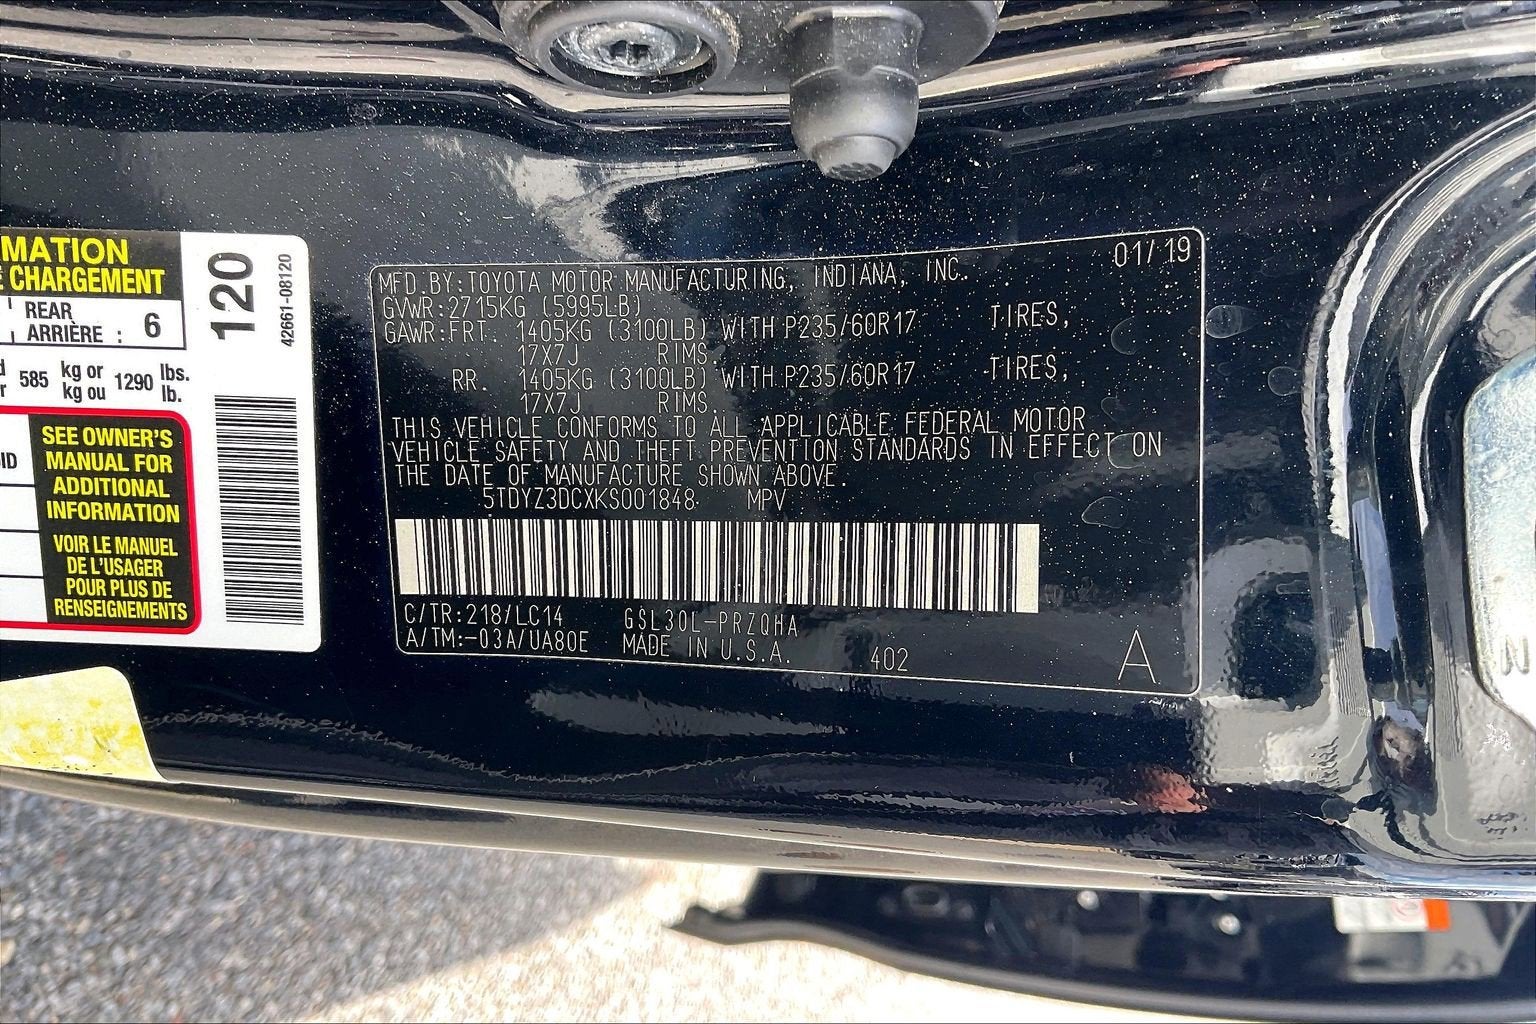 MATION
E CHARGEMENT
REAR
ARRIÈRE : 6
585 kg or 1290 lbs.
kg ou lb.
SEE OWNER'S
MANUAL FOR
ADDITIONAL
INFORMATION
VOIR LE MANUEL
DE L'USAGER
POUR PLUS DE
RENSEIGNEMENTS
120
42661-08120
01/19
MFD. BY: TOYOTA MOTOR MANUFACTURING, INDIANA, INC.
GVWR: 2715KG (5995LB)
GAWR: FRT. 1405KG (3100LB) WITH P235/60R17 TIRES,
17X7J RIMS.
RR. 1405KG (3100LB) WITH P235/60R17 TIRES,
17X7J RIMS.
THIS VEHICLE CONFORMS TO ALL APPLICABLE FEDERAL MOTOR
VEHICLE SAFETY AND THEFT PREVENTION STANDARDS IN EFFECT ON
THE DATE OF MANUFACTURE SHOWN ABOVE.
5TDYZ3DCXKS001848 MPV
C/TR: 218/LC14 GSL30L-PRZQHA
A/TM: -03A/UA80E MADE IN U.S.A. 402 A